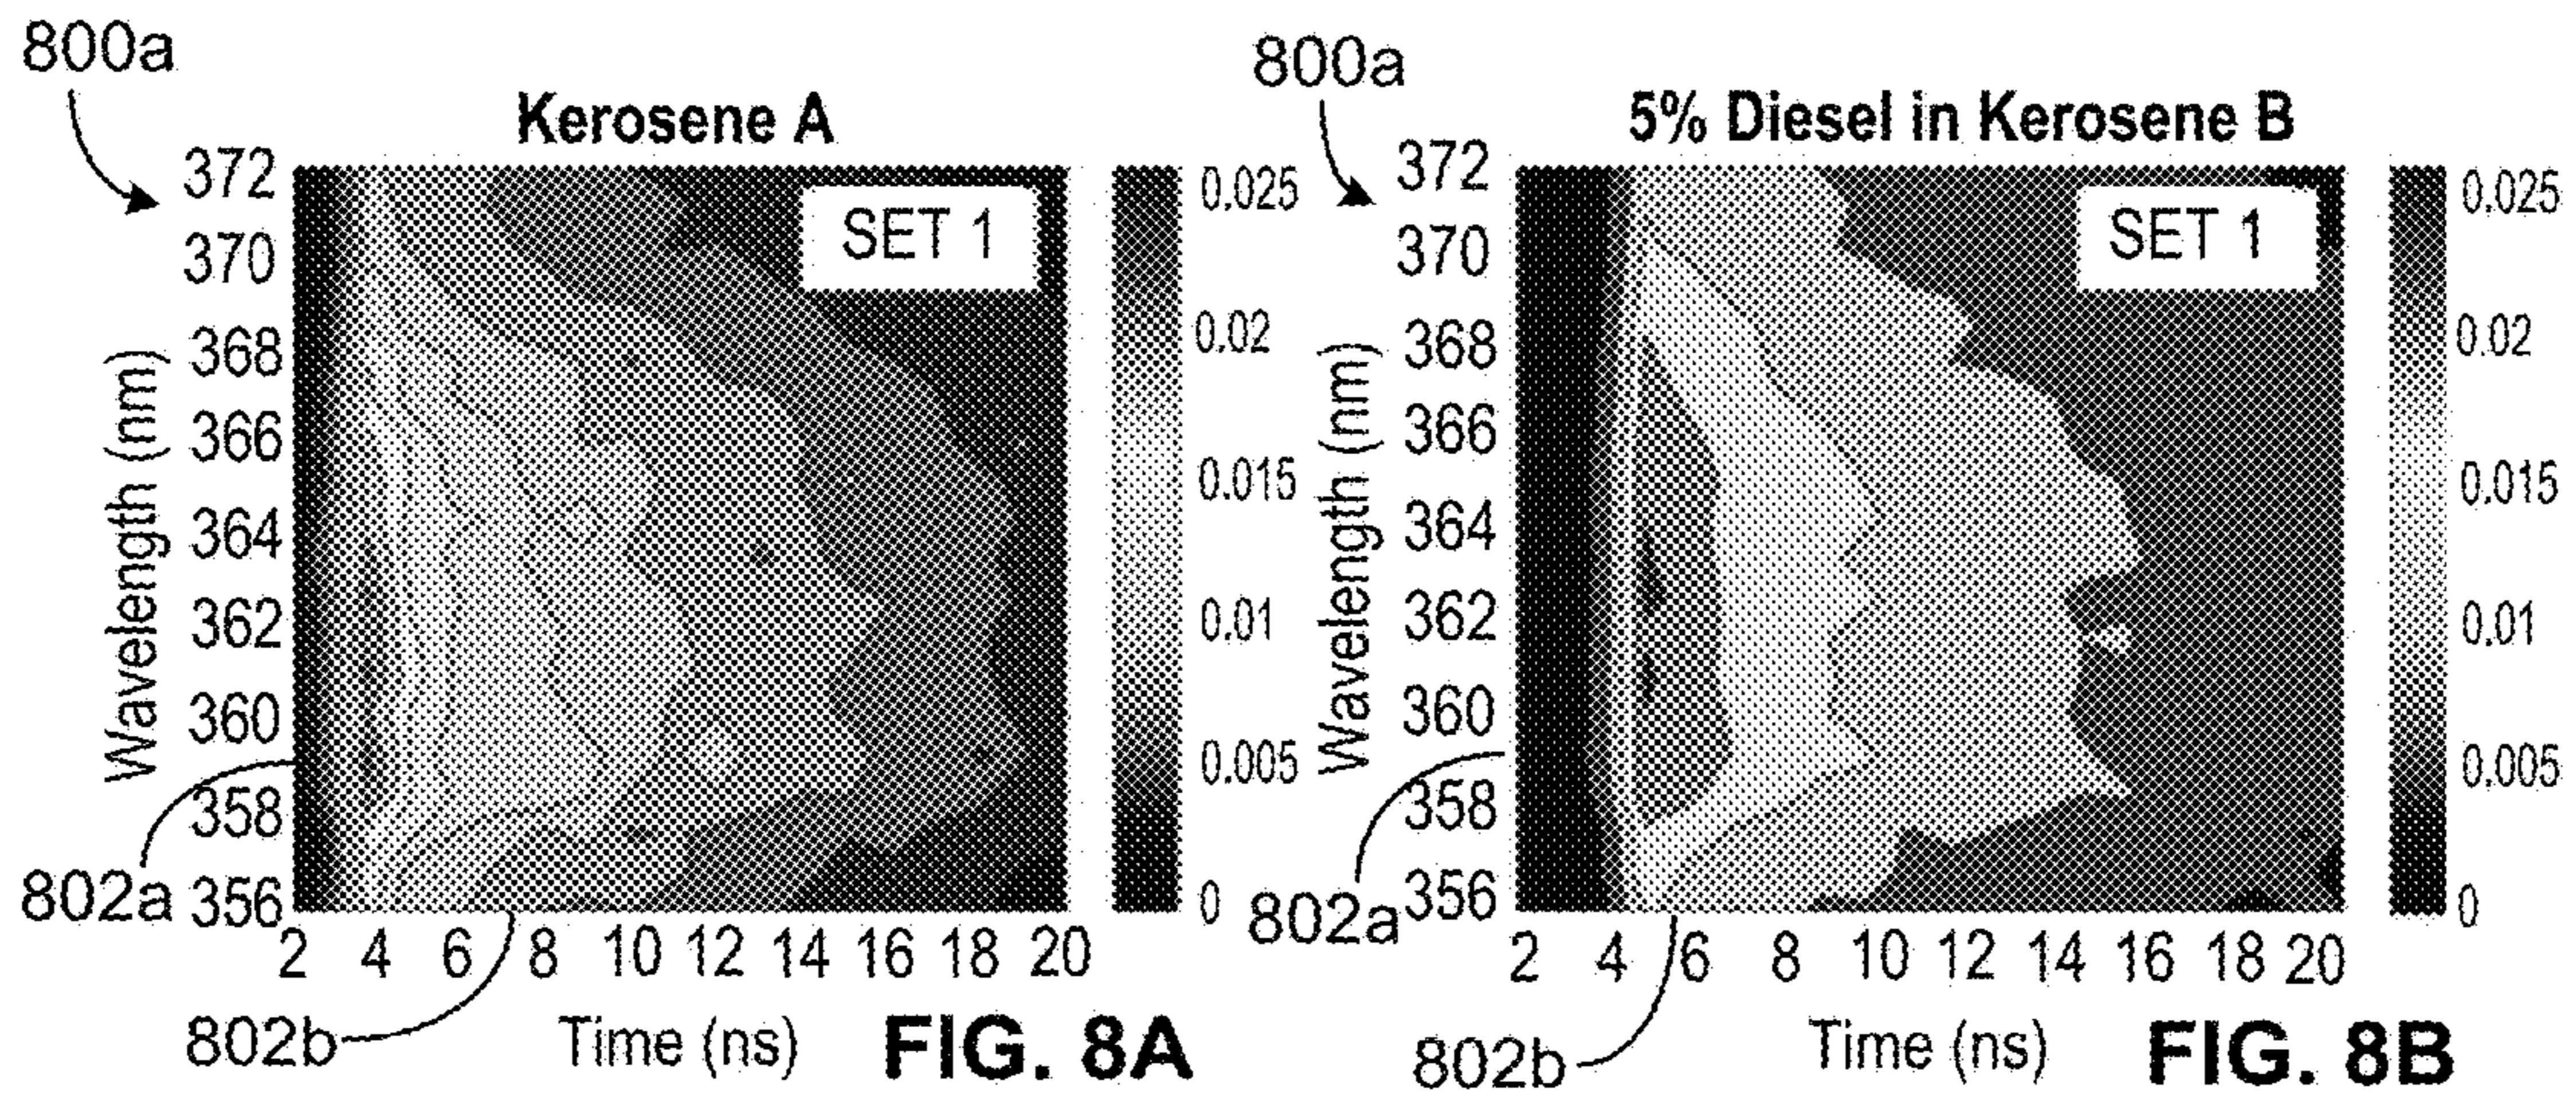 800a
Kerosene A
SET 1
372
370
368
366
364
362
360
358
356
Wavelength (nm)
2 4 6 8 10 12 14 16 18 20
Time (ns)
0.025
0.02
0.015
0.01
0.005
0
802a
802b
FIG. 8A
800a
5% Diesel in Kerosene B
SET 1
372
370
368
366
364
362
360
358
356
Wavelength (nm)
2 4 6 8 10 12 14 16 18 20
Time (ns)
0.025
0.02
0.015
0.01
0.005
0
802a
802b
FIG. 8B